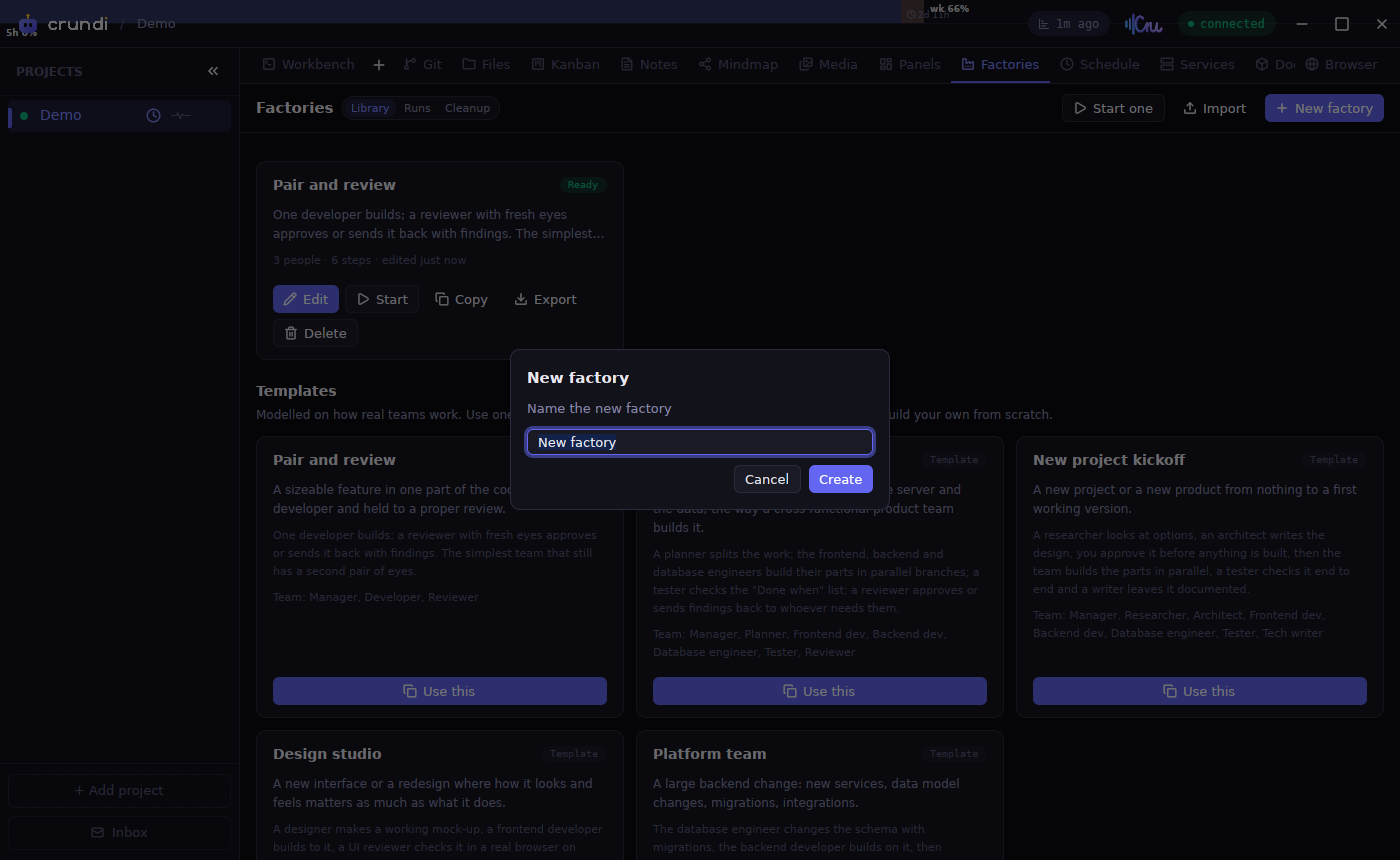 5h 0%
crundi / Demo
2d 11h
wk 66%
1m ago
Cru
connected
PROJECTS
Demo
+ Add project
Inbox
Workbench
Git
Files
Kanban
Notes
Mindmap
Media
Panels
Factories
Schedule
Services
Doc
Browser
Factories
Library
Runs
Cleanup
Start one
Import
New factory
Pair and review
Ready
One developer builds; a reviewer with fresh eyes
approves or sends it back with findings. The simplest...
3 people · 6 steps · edited just now
Edit
Start
Copy
Export
Delete
New factory
Name the new factory
New factory
Cancel
Create
Templates
Modelled on how real teams work. Use one
uild your own from scratch.
Pair and review
A sizeable feature in one part of the
developer and held to a proper review.
One developer builds; a reviewer with fresh eyes approves
or sends it back with findings. The simplest team that still
has a second pair of eyes.
Team: Manager, Developer, Reviewer
Use this
Template
server and
the data, the way a cross-functional product team
builds it.
A planner splits the work; the frontend, backend and
database engineers build their parts in parallel branches; a
tester checks the "Done when" list; a reviewer approves or
sends findings back to whoever needs them.
Team: Manager, Planner, Frontend dev, Backend dev,
Database engineer, Tester, Reviewer
Use this
New project kickoff
Template
A new project or a new product from nothing to a first
working version.
A researcher looks at options, an architect writes the
design, you approve it before anything is built, then the
team builds the parts in parallel, a tester checks it end to
end and a writer leaves it documented.
Team: Manager, Researcher, Architect, Frontend dev,
Backend dev, Database engineer, Tester, Tech writer
Use this
Design studio
Template
A new interface or a redesign where how it looks and
feels matters as much as what it does.
A designer makes a working mock-up, a frontend developer
builds to it, a UI reviewer checks it in a real browser on
Platform team
Template
A large backend change: new services, data model
changes, migrations, integrations.
The database engineer changes the schema with
migrations, the backend developer builds on it, then